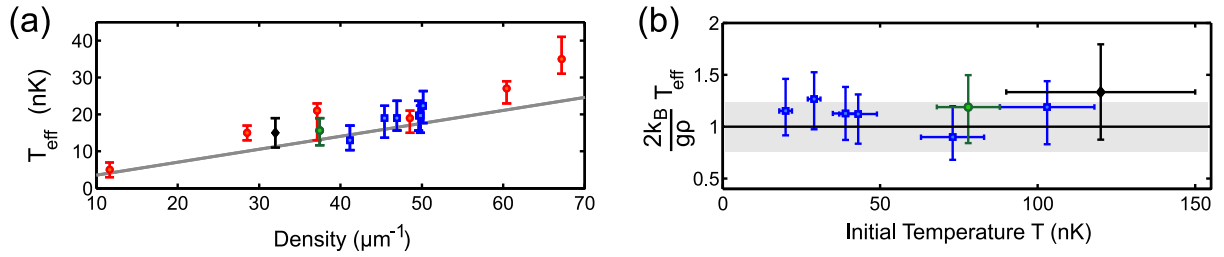 (a)
T_eff (nK)
40
30
20
10
0
10 20 30 40 50 60 70
Density (μm⁻¹)
(b)
2k_B/gρ T_eff
2
1.5
1
0.5
0 50 100 150
Initial Temperature T (nK)